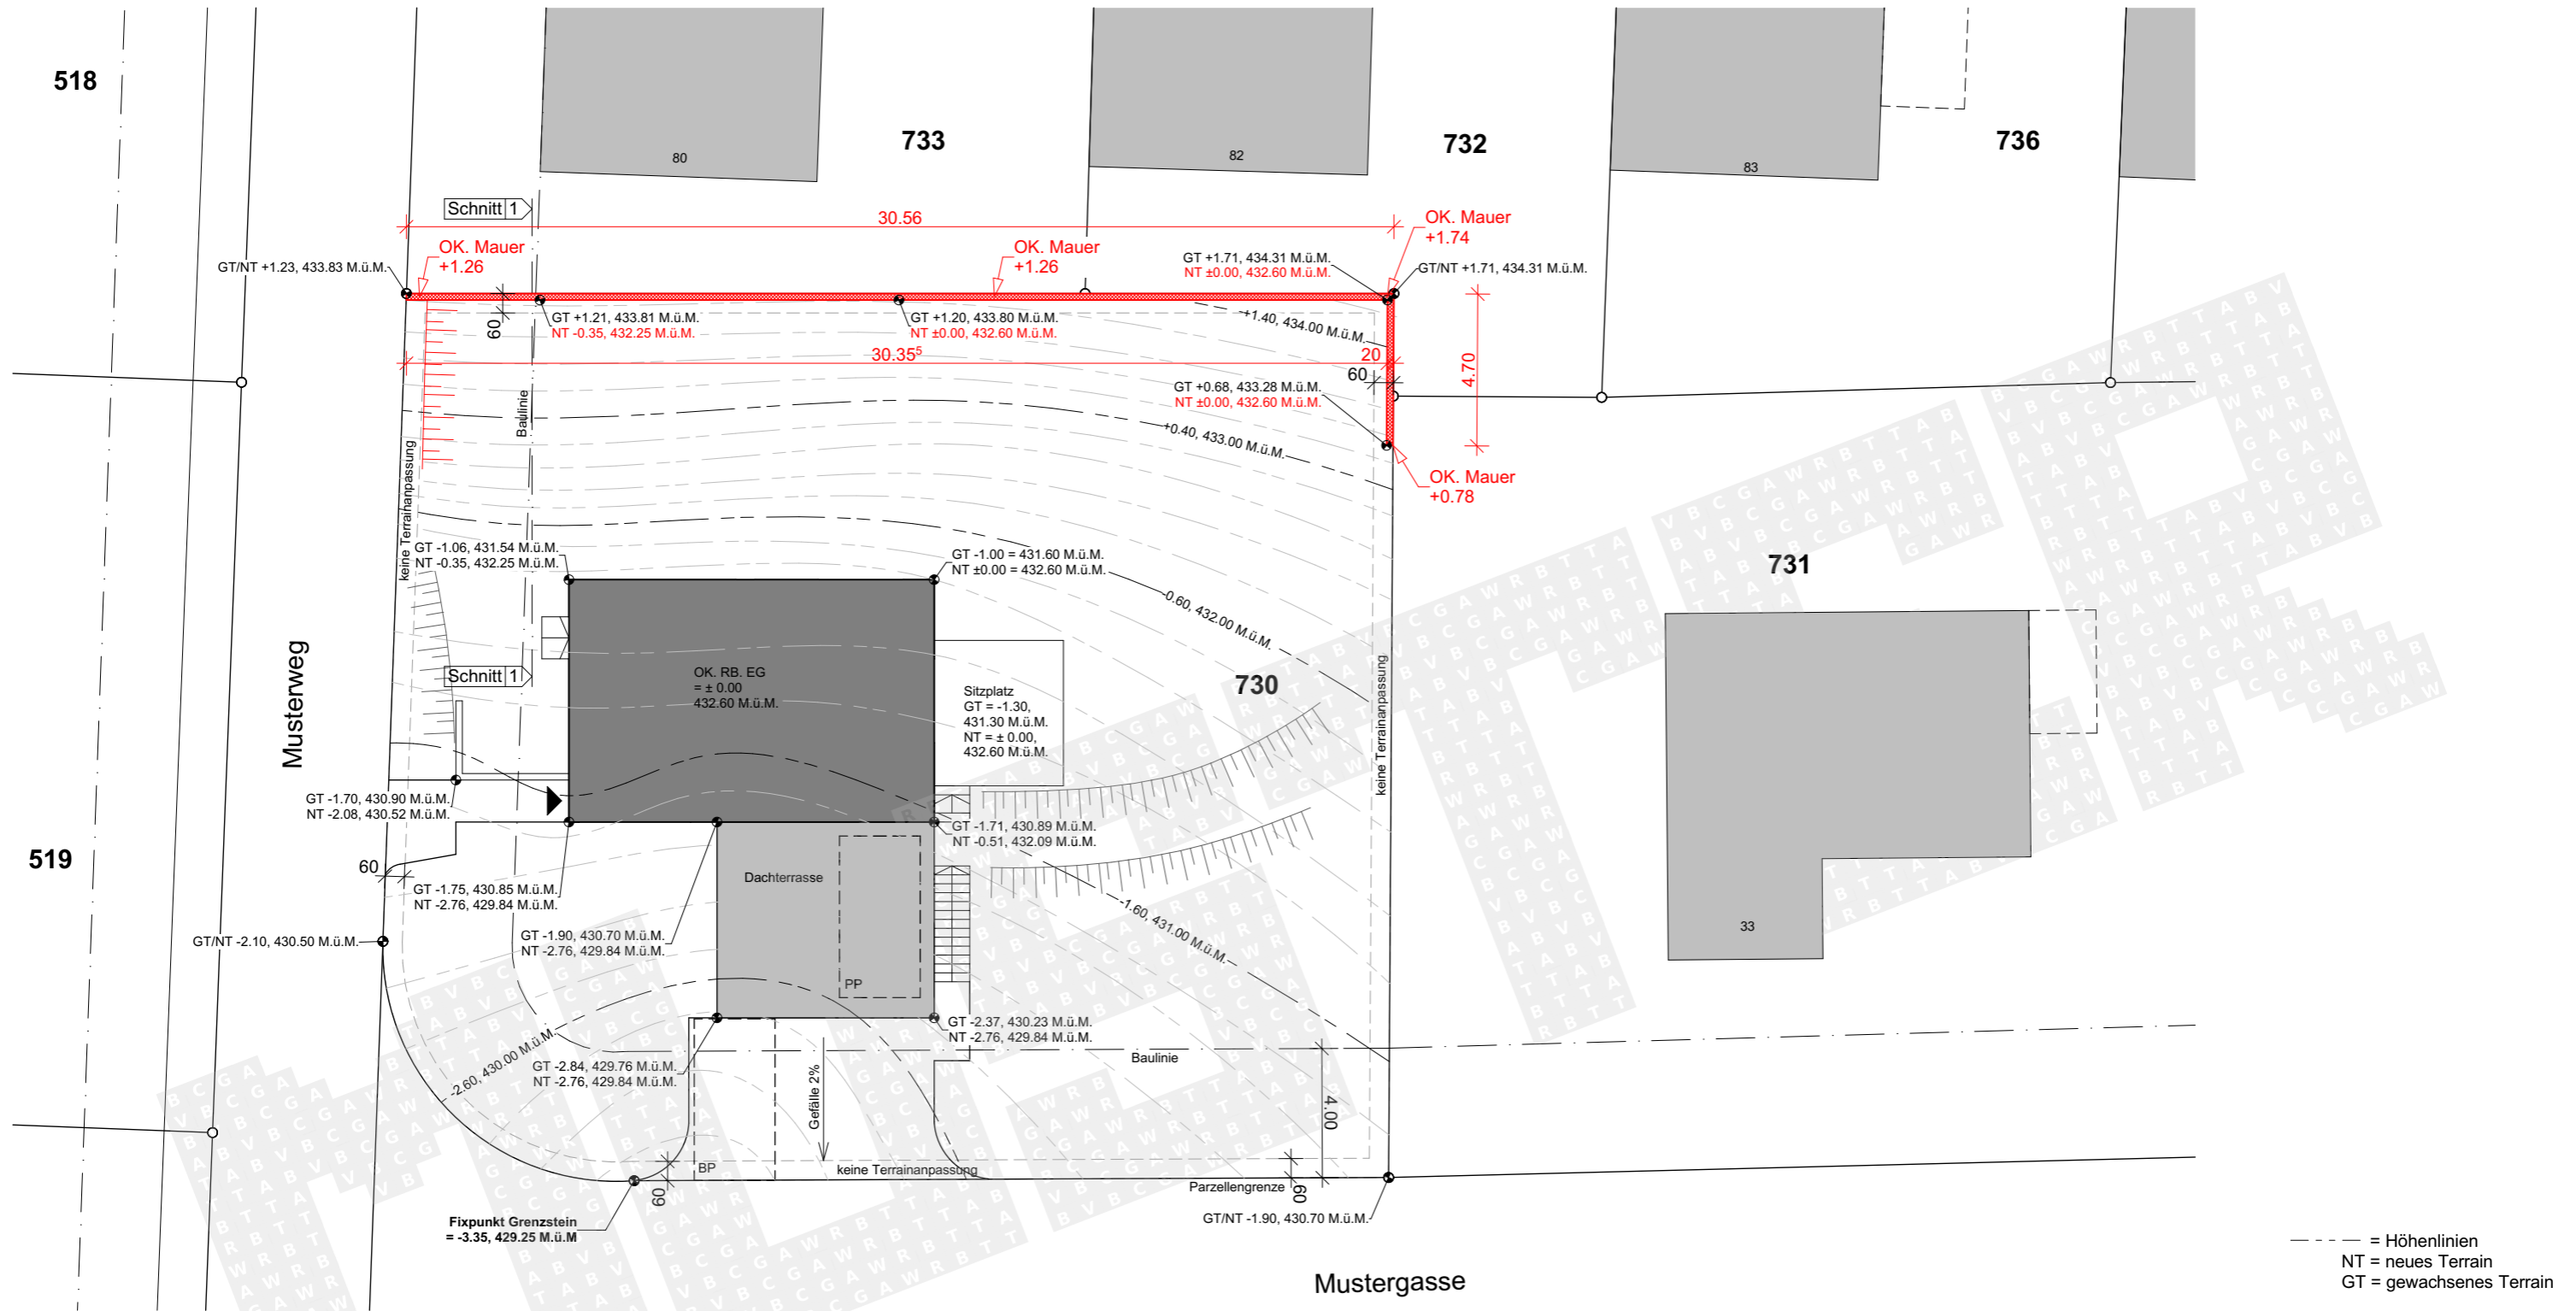 518
733
732
736
80
82
83
Schnitt 1
30.56
OK. Mauer
+1.74
OK. Mauer
+1.26
OK. Mauer
+1.26
GT/NT +1.23, 433.83 M.ü.M.
GT +1.71, 434.31 M.ü.M.
NT ±0.00, 432.60 M.ü.M.
GT/NT +1.71, 434.31 M.ü.M.
60
GT +1.21, 433.81 M.ü.M.
NT -0.35, 432.25 M.ü.M.
GT +1.20, 433.80 M.ü.M.
NT ±0.00, 432.60 M.ü.M.
+1.40, 434.00 M.ü.M.
30.35⁵
20
60
4.70
GT +0.68, 433.28 M.ü.M.
NT ±0.00, 432.60 M.ü.M.
Baulinie
+0.40, 433.00 M.ü.M.
keine Terrainanpassung
OK. Mauer
+0.78
GT -1.06, 431.54 M.ü.M.
NT -0.35, 432.25 M.ü.M.
GT -1.00 = 431.60 M.ü.M.
NT ±0.00 = 432.60 M.ü.M.
731
-0.60, 432.00 M.ü.M.
Musterweg
Schnitt 1
OK. RB. EG
= ± 0.00
432.60 M.ü.M.
Sitzplatz
GT = -1.30,
431.30 M.ü.M.
NT = ± 0.00,
432.60 M.ü.M.
730
keine Terrainanpassung
GT -1.70, 430.90 M.ü.M.
NT -2.08, 430.52 M.ü.M.
GT -1.71, 430.89 M.ü.M.
NT -0.51, 432.09 M.ü.M.
519
60
Dachterrasse
GT -1.75, 430.85 M.ü.M.
NT -2.76, 429.84 M.ü.M.
-1.60, 431.00 M.ü.M.
33
GT/NT -2.10, 430.50 M.ü.M.
GT -1.90, 430.70 M.ü.M.
NT -2.76, 429.84 M.ü.M.
PP
GT -2.37, 430.23 M.ü.M.
NT -2.76, 429.84 M.ü.M.
-2.60, 430.00 M.ü.M.
GT -2.84, 429.76 M.ü.M.
NT -2.76, 429.84 M.ü.M.
Baulinie
Gefälle 2%
4.00
BP
keine Terrainanpassung
60
Parzellengrenze
60
Fixpunkt Grenzstein
= -3.35, 429.25 M.ü.M
GT/NT -1.90, 430.70 M.ü.M.
Mustergasse
= Höhenlinien
NT = neues Terrain
GT = gewachsenes Terrain
MUSTER